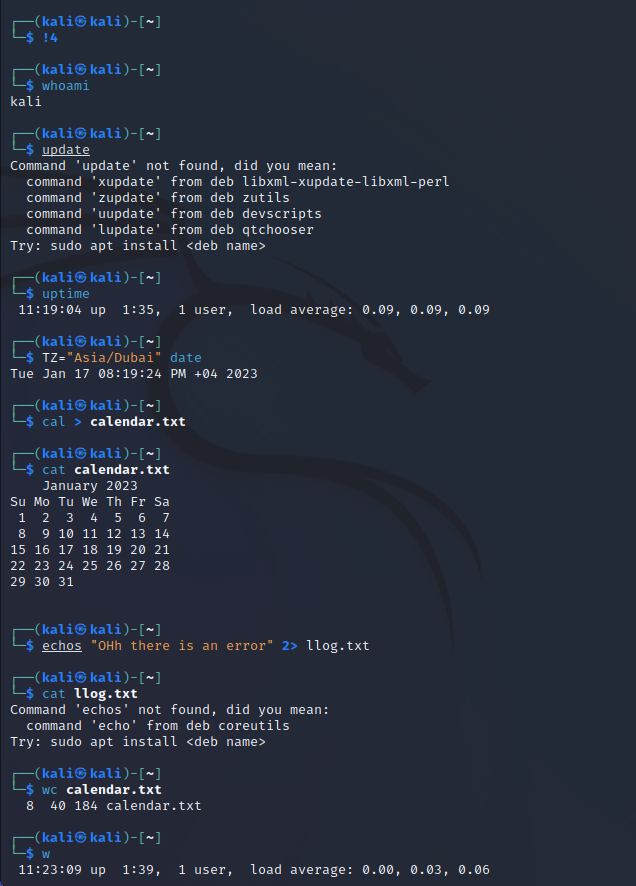 ┌──(kali㉿kali)-[~]
└─$ !4
┌──(kali㉿kali)-[~]
└─$ whoami
kali
┌──(kali㉿kali)-[~]
└─$ update
Command 'update' not found, did you mean:
  command 'xupdate' from deb libxml-xupdate-libxml-perl
  command 'zupdate' from deb zutils
  command 'uupdate' from deb devscripts
  command 'lupdate' from deb qtchooser
Try: sudo apt install <deb name>
┌──(kali㉿kali)-[~]
└─$ uptime
 11:19:04 up  1:35,  1 user,  load average: 0.09, 0.09, 0.09
┌──(kali㉿kali)-[~]
└─$ TZ="Asia/Dubai" date
Tue Jan 17 08:19:24 PM +04 2023
┌──(kali㉿kali)-[~]
└─$ cal > calendar.txt
┌──(kali㉿kali)-[~]
└─$ cat calendar.txt
    January 2023
Su Mo Tu We Th Fr Sa
 1  2  3  4  5  6  7
 8  9 10 11 12 13 14
15 16 17 18 19 20 21
22 23 24 25 26 27 28
29 30 31
┌──(kali㉿kali)-[~]
└─$ echos "OHh there is an error" 2> llog.txt
┌──(kali㉿kali)-[~]
└─$ cat llog.txt
Command 'echos' not found, did you mean:
  command 'echo' from deb coreutils
Try: sudo apt install <deb name>
┌──(kali㉿kali)-[~]
└─$ wc calendar.txt
  8  40 184 calendar.txt
┌──(kali㉿kali)-[~]
└─$ w
 11:23:09 up  1:39,  1 user,  load average: 0.00, 0.03, 0.06